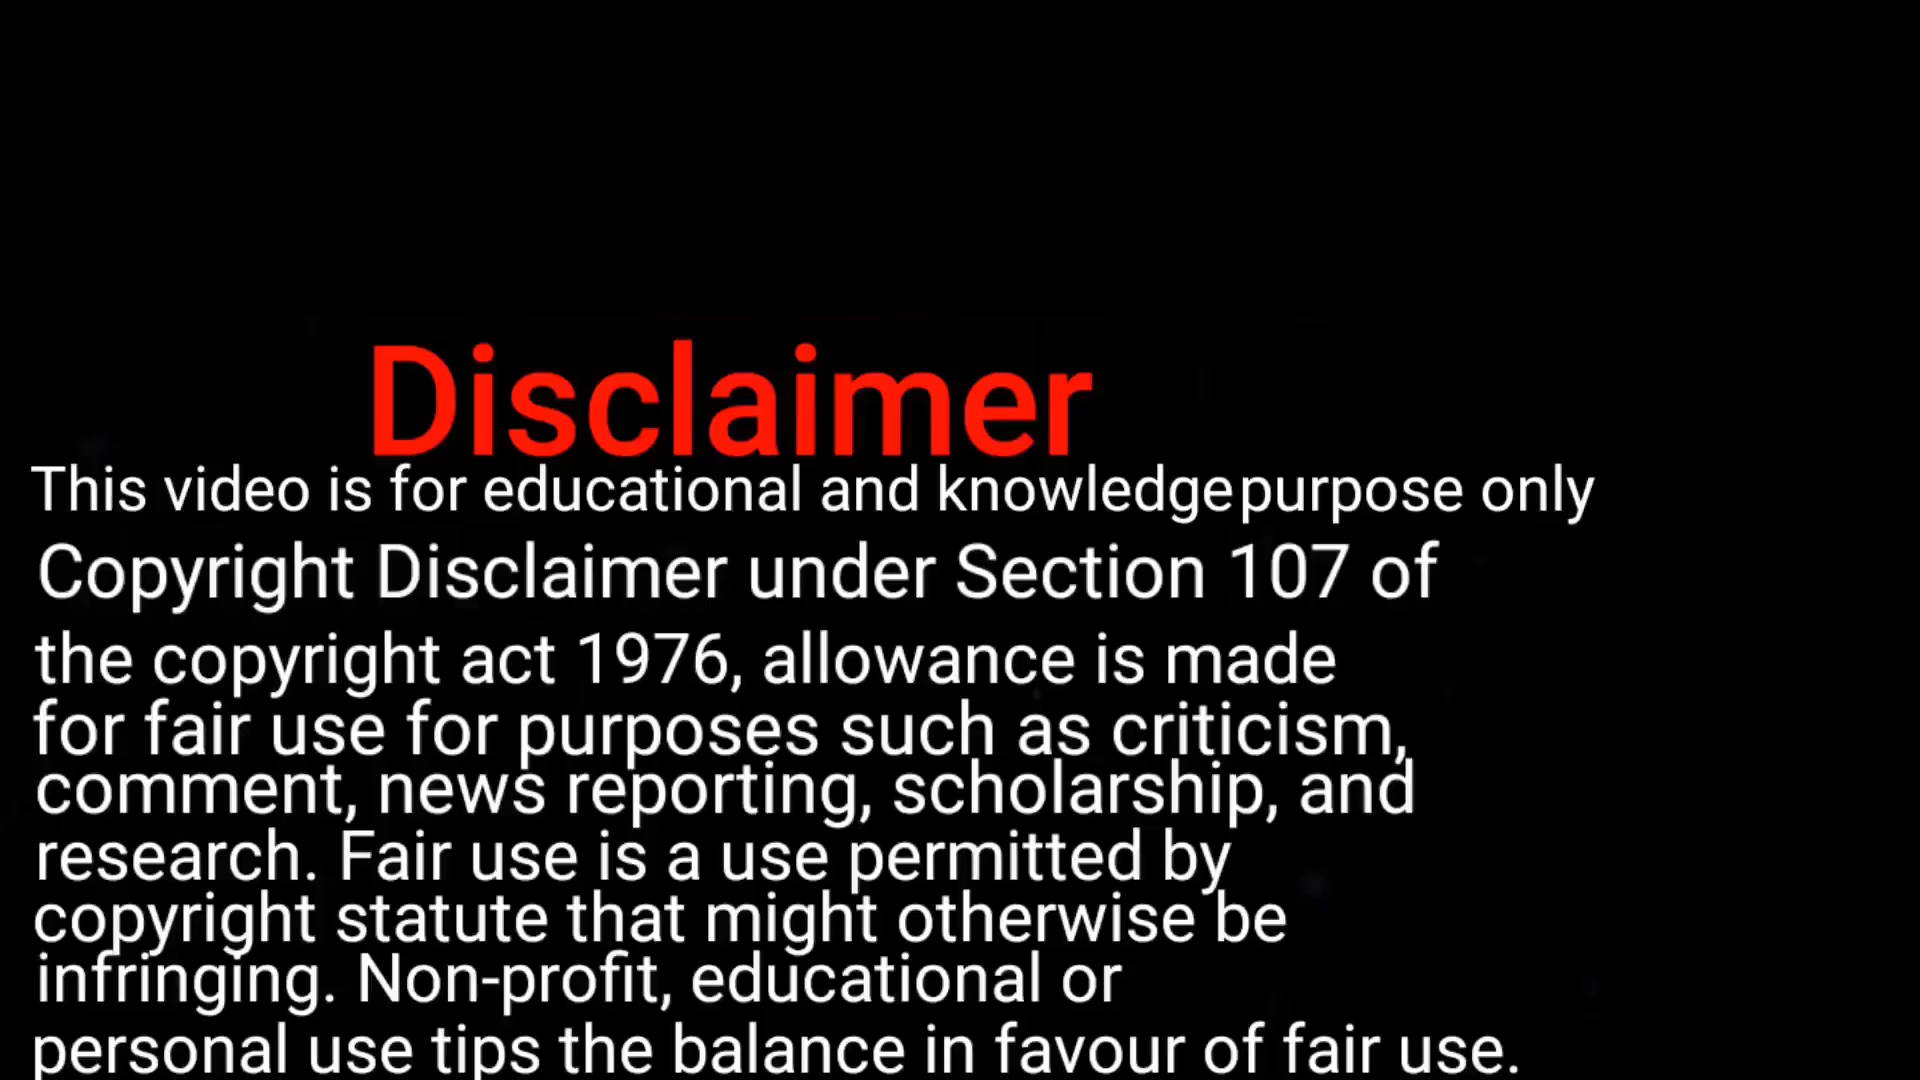 Disclaimer
This video is for educational and knowledge purpose only
Copyright Disclaimer under Section 107 of
the copyright act 1976, allowance is made
for fair use for purposes such as criticism,
comment, news reporting, scholarship, and
research. Fair use is a use permitted by
copyright statute that might otherwise be
infringing. Non-profit, educational or
personal use tips the balance in favour of fair use.